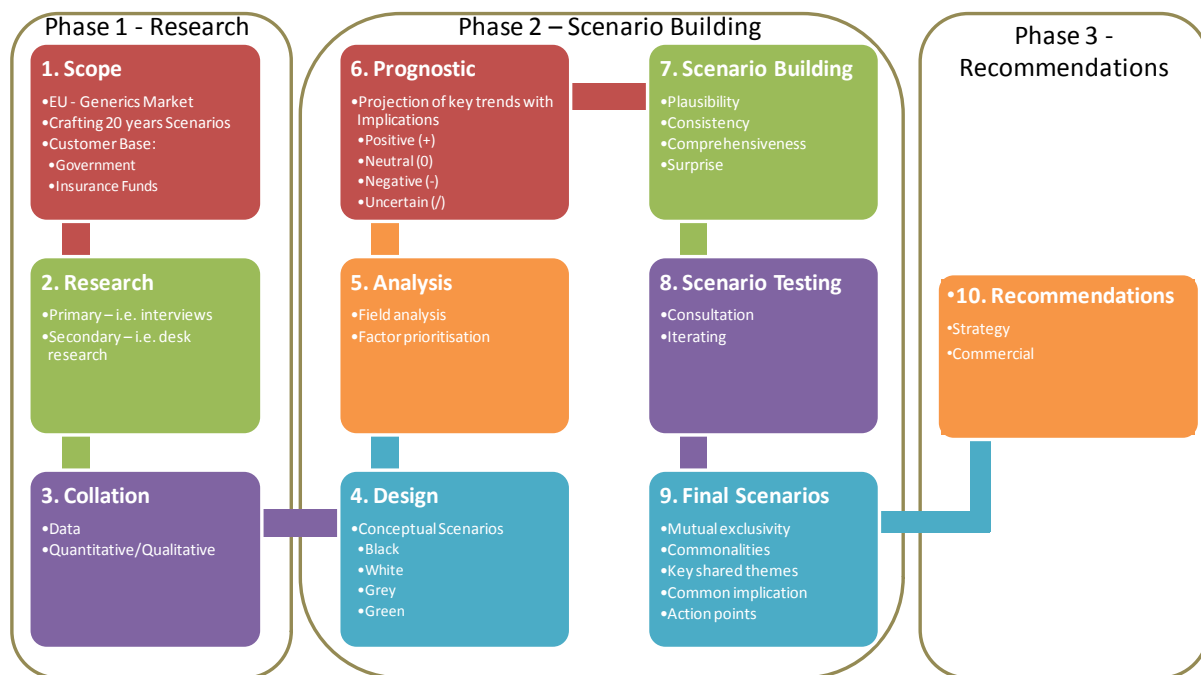 Phase 1 - Research
1. Scope
•EU - Generics Market
•Crafting 20 years Scenarios
•Customer Base:
•Government
•Insurance Funds
2. Research
•Primary – i.e. interviews
•Secondary – i.e. desk
research
3. Collation
•Data
•Quantitative/Qualitative
Phase 2 – Scenario Building
4. Design
•Conceptual Scenarios
•Black
•White
•Grey
•Green
5. Analysis
•Field analysis
•Factor prioritisation
6. Prognostic
•Projection of key trends with
Implications
•Positive (+)
•Neutral (0)
•Negative (-)
•Uncertain (/)
7. Scenario Building
•Plausibility
•Consistency
•Comprehensiveness
•Surprise
8. Scenario Testing
•Consultation
•Iterating
9. Final Scenarios
•Mutual exclusivity
•Commonalities
•Key shared themes
•Common implication
•Action points
Phase 3 -
Recommendations
•10. Recommendations
•Strategy
•Commercial